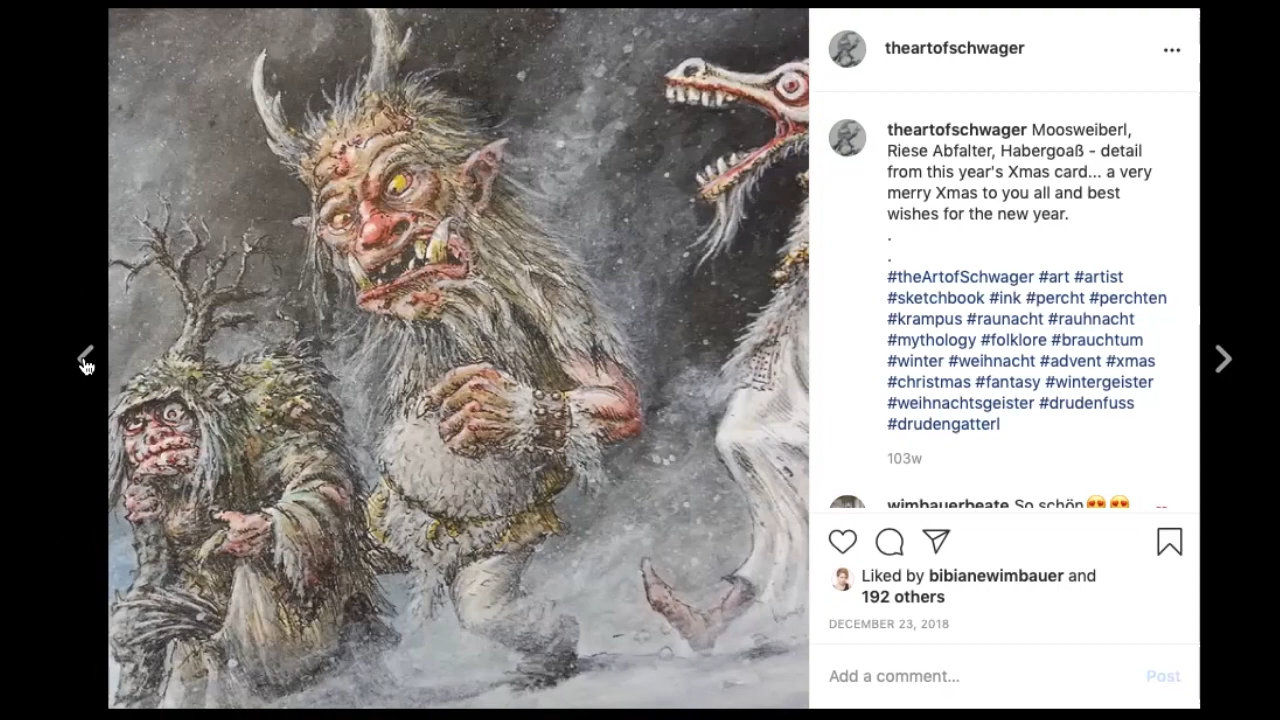 theartofschwager
theartofschwager Moosweiberl,
Riese Abfalter, Habergoaß - detail
from this year's Xmas card... a very
merry Xmas to you all and best
wishes for the new year.
.
.
#theArtofSchwager #art #artist
#sketchbook #ink #percht #perchten
#krampus #raunacht #rauhnacht
#mythology #folklore #brauchtum
#winter #weihnacht #advent #xmas
#christmas #fantasy #wintergeister
#weihnachtsgeister #drudenfuss
#drudengatterl
103w
wimbauerbeate So schön😍😍
Liked by bibianewimbauer and
192 others
DECEMBER 23, 2018
Add a comment...
Post